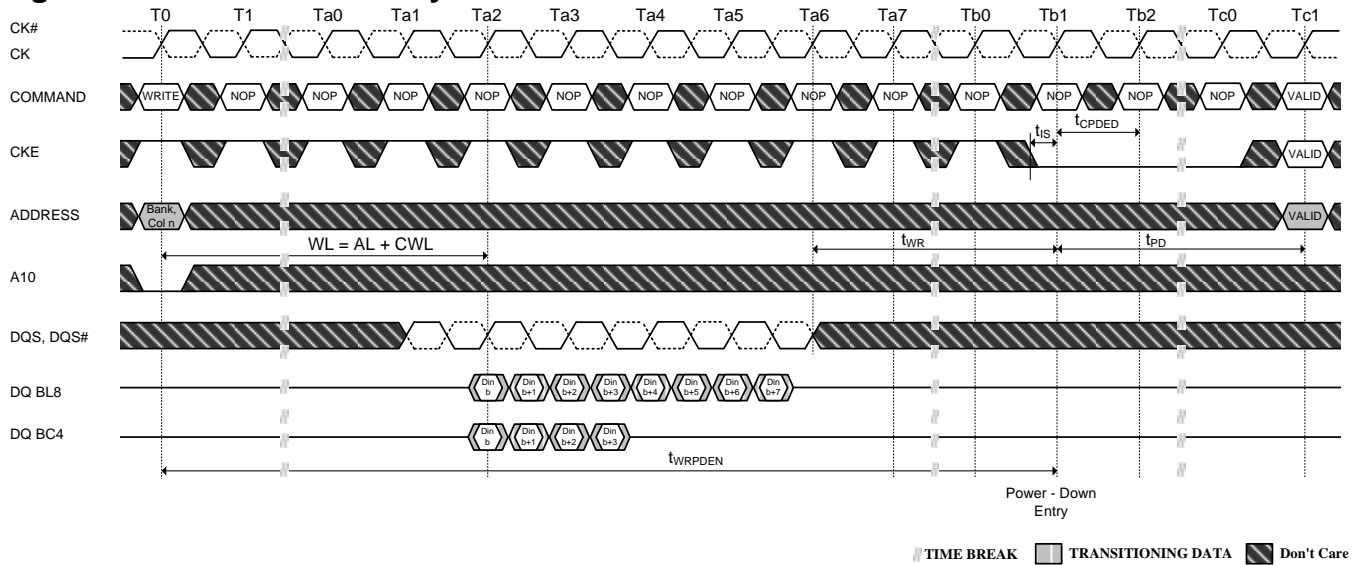 T0 T1 Ta0 Ta1 Ta2 Ta3 Ta4 Ta5 Ta6 Ta7 Tb0 Tb1 Tb2 Tc0 Tc1
CK#
CK
COMMAND WRITE NOP NOP NOP NOP NOP NOP NOP NOP NOP NOP NOP NOP NOP VALID
tIS tCPDED
CKE VALID
ADDRESS Bank, Col n VALID
WL = AL + CWL tWR tPD
A10
DQS, DQS#
DQ BL8 Din b Din b+1 Din b+2 Din b+3 Din b+4 Din b+5 Din b+6 Din b+7
DQ BC4 Din b Din b+1 Din b+2 Din b+3
tWRPDEN
Power - Down
Entry
TIME BREAK TRANSITIONING DATA Don't Care